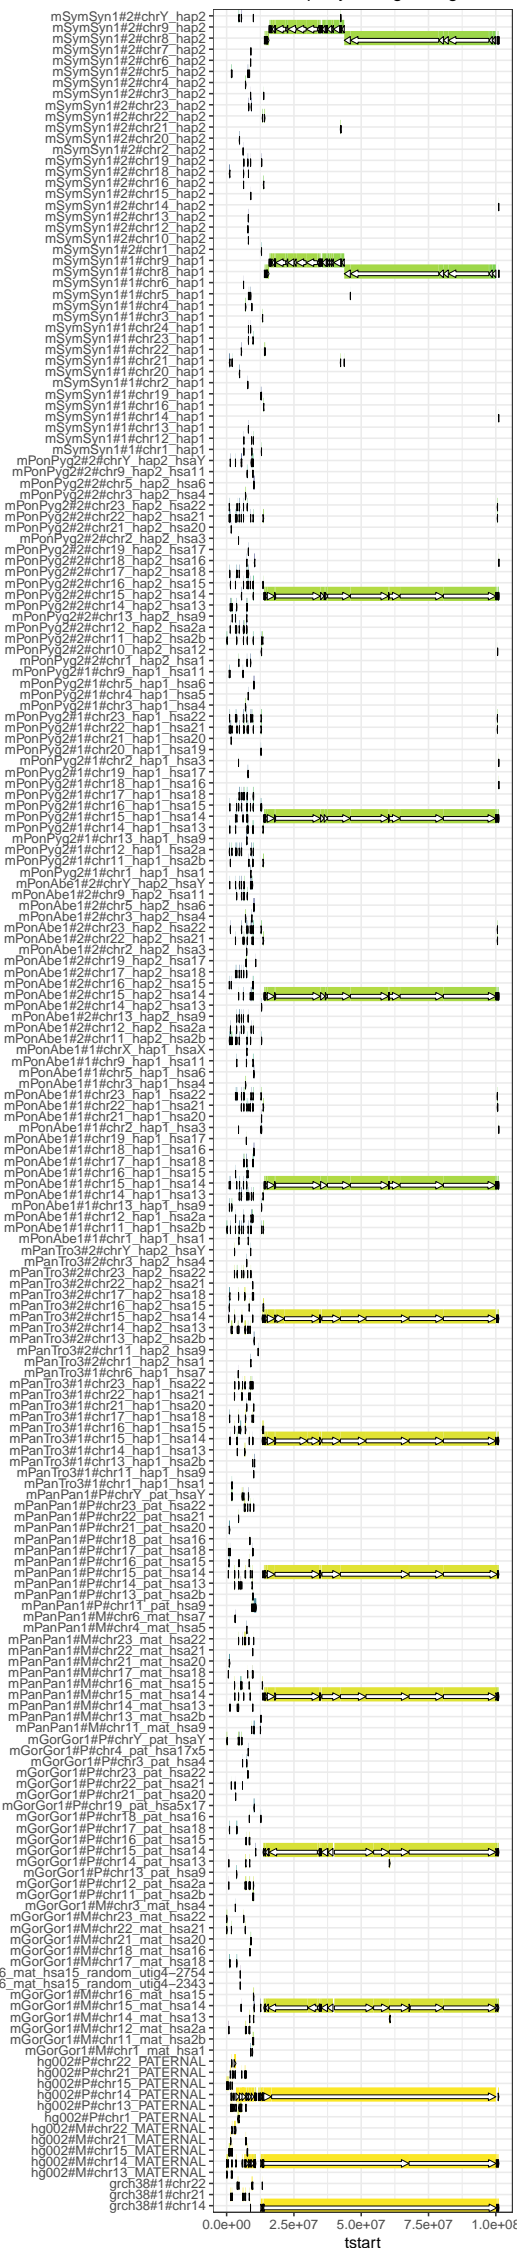 mSymSyn1#2#chrY_hap2
mSymSyn1#2#chr9_hap2
mSymSyn1#2#chr8_hap2
mSymSyn1#2#chr7_hap2
mSymSyn1#2#chr6_hap2
mSymSyn1#2#chr5_hap2
mSymSyn1#2#chr4_hap2
mSymSyn1#2#chr3_hap2
mSymSyn1#2#chr23_hap2
mSymSyn1#2#chr22_hap2
mSymSyn1#2#chr21_hap2
mSymSyn1#2#chr20_hap2
mSymSyn1#2#chr2_hap2
mSymSyn1#2#chr19_hap2
mSymSyn1#2#chr18_hap2
mSymSyn1#2#chr16_hap2
mSymSyn1#2#chr15_hap2
mSymSyn1#2#chr14_hap2
mSymSyn1#2#chr13_hap2
mSymSyn1#2#chr12_hap2
mSymSyn1#2#chr10_hap2
mSymSyn1#2#chr1_hap2
mSymSyn1#1#chr9_hap1
mSymSyn1#1#chr8_hap1
mSymSyn1#1#chr6_hap1
mSymSyn1#1#chr5_hap1
mSymSyn1#1#chr4_hap1
mSymSyn1#1#chr3_hap1
mSymSyn1#1#chr24_hap1
mSymSyn1#1#chr23_hap1
mSymSyn1#1#chr22_hap1
mSymSyn1#1#chr21_hap1
mSymSyn1#1#chr20_hap1
mSymSyn1#1#chr2_hap1
mSymSyn1#1#chr19_hap1
mSymSyn1#1#chr16_hap1
mSymSyn1#1#chr14_hap1
mSymSyn1#1#chr13_hap1
mSymSyn1#1#chr12_hap1
mSymSyn1#1#chr1_hap1
mPonPyg2#2#chrY_hap2_hsaY
mPonPyg2#2#chr9_hap2_hsa11
mPonPyg2#2#chr5_hap2_hsa6
mPonPyg2#2#chr3_hap2_hsa4
mPonPyg2#2#chr23_hap2_hsa22
mPonPyg2#2#chr22_hap2_hsa21
mPonPyg2#2#chr21_hap2_hsa20
mPonPyg2#2#chr2_hap2_hsa3
mPonPyg2#2#chr19_hap2_hsa17
mPonPyg2#2#chr18_hap2_hsa16
mPonPyg2#2#chr17_hap2_hsa18
mPonPyg2#2#chr16_hap2_hsa15
mPonPyg2#2#chr15_hap2_hsa14
mPonPyg2#2#chr14_hap2_hsa13
mPonPyg2#2#chr13_hap2_hsa9
mPonPyg2#2#chr12_hap2_hsa2a
mPonPyg2#2#chr11_hap2_hsa2b
mPonPyg2#2#chr10_hap2_hsa12
mPonPyg2#2#chr1_hap2_hsa1
mPonPyg2#1#chr9_hap1_hsa11
mPonPyg2#1#chr5_hap1_hsa6
mPonPyg2#1#chr4_hap1_hsa5
mPonPyg2#1#chr3_hap1_hsa4
mPonPyg2#1#chr23_hap1_hsa22
mPonPyg2#1#chr22_hap1_hsa21
mPonPyg2#1#chr21_hap1_hsa20
mPonPyg2#1#chr20_hap1_hsa19
mPonPyg2#1#chr2_hap1_hsa3
mPonPyg2#1#chr19_hap1_hsa17
mPonPyg2#1#chr18_hap1_hsa16
mPonPyg2#1#chr17_hap1_hsa18
mPonPyg2#1#chr16_hap1_hsa15
mPonPyg2#1#chr15_hap1_hsa14
mPonPyg2#1#chr14_hap1_hsa13
mPonPyg2#1#chr13_hap1_hsa9
mPonPyg2#1#chr12_hap1_hsa2a
mPonPyg2#1#chr11_hap1_hsa2b
mPonPyg2#1#chr1_hap1_hsa1
mPonAbe1#2#chrY_hap2_hsaY
mPonAbe1#2#chr9_hap2_hsa11
mPonAbe1#2#chr5_hap2_hsa6
mPonAbe1#2#chr3_hap2_hsa4
mPonAbe1#2#chr23_hap2_hsa22
mPonAbe1#2#chr22_hap2_hsa21
mPonAbe1#2#chr2_hap2_hsa3
mPonAbe1#2#chr19_hap2_hsa17
mPonAbe1#2#chr17_hap2_hsa18
mPonAbe1#2#chr16_hap2_hsa15
mPonAbe1#2#chr15_hap2_hsa14
mPonAbe1#2#chr14_hap2_hsa13
mPonAbe1#2#chr13_hap2_hsa9
mPonAbe1#2#chr12_hap2_hsa2a
mPonAbe1#2#chr11_hap2_hsa2b
mPonAbe1#1#chrX_hap1_hsaX
mPonAbe1#1#chr9_hap1_hsa11
mPonAbe1#1#chr5_hap1_hsa6
mPonAbe1#1#chr3_hap1_hsa4
mPonAbe1#1#chr23_hap1_hsa22
mPonAbe1#1#chr22_hap1_hsa21
mPonAbe1#1#chr21_hap1_hsa20
mPonAbe1#1#chr2_hap1_hsa3
mPonAbe1#1#chr19_hap1_hsa17
mPonAbe1#1#chr18_hap1_hsa16
mPonAbe1#1#chr17_hap1_hsa18
mPonAbe1#1#chr16_hap1_hsa15
mPonAbe1#1#chr15_hap1_hsa14
mPonAbe1#1#chr14_hap1_hsa13
mPonAbe1#1#chr13_hap1_hsa9
mPonAbe1#1#chr12_hap1_hsa2a
mPonAbe1#1#chr11_hap1_hsa2b
mPonAbe1#1#chr1_hap1_hsa1
mPanTro3#2#chrY_hap2_hsaY
mPanTro3#2#chr3_hap2_hsa4
mPanTro3#2#chr23_hap2_hsa22
mPanTro3#2#chr22_hap2_hsa21
mPanTro3#2#chr17_hap2_hsa18
mPanTro3#2#chr16_hap2_hsa15
mPanTro3#2#chr15_hap2_hsa14
mPanTro3#2#chr14_hap2_hsa13
mPanTro3#2#chr13_hap2_hsa2b
mPanTro3#2#chr11_hap2_hsa9
mPanTro3#2#chr1_hap2_hsa1
mPanTro3#1#chr6_hap1_hsa7
mPanTro3#1#chr23_hap1_hsa22
mPanTro3#1#chr22_hap1_hsa21
mPanTro3#1#chr21_hap1_hsa20
mPanTro3#1#chr17_hap1_hsa18
mPanTro3#1#chr16_hap1_hsa15
mPanTro3#1#chr15_hap1_hsa14
mPanTro3#1#chr14_hap1_hsa13
mPanTro3#1#chr13_hap1_hsa2b
mPanTro3#1#chr11_hap1_hsa9
mPanTro3#1#chr1_hap1_hsa1
mPanPan1#P#chrY_pat_hsaY
mPanPan1#P#chr23_pat_hsa22
mPanPan1#P#chr22_pat_hsa21
mPanPan1#P#chr21_pat_hsa20
mPanPan1#P#chr18_pat_hsa16
mPanPan1#P#chr17_pat_hsa18
mPanPan1#P#chr16_pat_hsa15
mPanPan1#P#chr15_pat_hsa14
mPanPan1#P#chr14_pat_hsa13
mPanPan1#P#chr13_pat_hsa2b
mPanPan1#P#chr11_pat_hsa9
mPanPan1#M#chr6_mat_hsa7
mPanPan1#M#chr4_mat_hsa5
mPanPan1#M#chr23_mat_hsa22
mPanPan1#M#chr22_mat_hsa21
mPanPan1#M#chr21_mat_hsa20
mPanPan1#M#chr17_mat_hsa18
mPanPan1#M#chr16_mat_hsa15
mPanPan1#M#chr15_mat_hsa14
mPanPan1#M#chr14_mat_hsa13
mPanPan1#M#chr13_mat_hsa2b
mPanPan1#M#chr11_mat_hsa9
mGorGor1#P#chrY_pat_hsaY
mGorGor1#P#chr4_pat_hsa17x5
mGorGor1#P#chr3_pat_hsa4
mGorGor1#P#chr23_pat_hsa22
mGorGor1#P#chr22_pat_hsa21
mGorGor1#P#chr21_pat_hsa20
mGorGor1#P#chr19_pat_hsa5x17
mGorGor1#P#chr18_pat_hsa16
mGorGor1#P#chr17_pat_hsa18
mGorGor1#P#chr16_pat_hsa15
mGorGor1#P#chr15_pat_hsa14
mGorGor1#P#chr14_pat_hsa13
mGorGor1#P#chr13_pat_hsa9
mGorGor1#P#chr12_pat_hsa2a
mGorGor1#P#chr11_pat_hsa2b
mGorGor1#M#chr3_mat_hsa4
mGorGor1#M#chr23_mat_hsa22
mGorGor1#M#chr22_mat_hsa21
mGorGor1#M#chr21_mat_hsa20
mGorGor1#M#chr18_mat_hsa16
mGorGor1#M#chr17_mat_hsa18
6_mat_hsa15_random_utig4-2754
6_mat_hsa15_random_utig4-2343
mGorGor1#M#chr16_mat_hsa15
mGorGor1#M#chr15_mat_hsa14
mGorGor1#M#chr14_mat_hsa13
mGorGor1#M#chr12_mat_hsa2a
mGorGor1#M#chr11_mat_hsa2b
mGorGor1#M#chr1_mat_hsa1
hg002#P#chr22_PATERNAL
hg002#P#chr21_PATERNAL
hg002#P#chr15_PATERNAL
hg002#P#chr14_PATERNAL
hg002#P#chr13_PATERNAL
hg002#P#chr1_PATERNAL
hg002#M#chr22_MATERNAL
hg002#M#chr21_MATERNAL
hg002#M#chr15_MATERNAL
hg002#M#chr14_MATERNAL
hg002#M#chr13_MATERNAL
grch38#1#chr22
grch38#1#chr21
grch38#1#chr14
0.0e+00 2.5e+07 5.0e+07 7.5e+07 1.0e+08
tstart